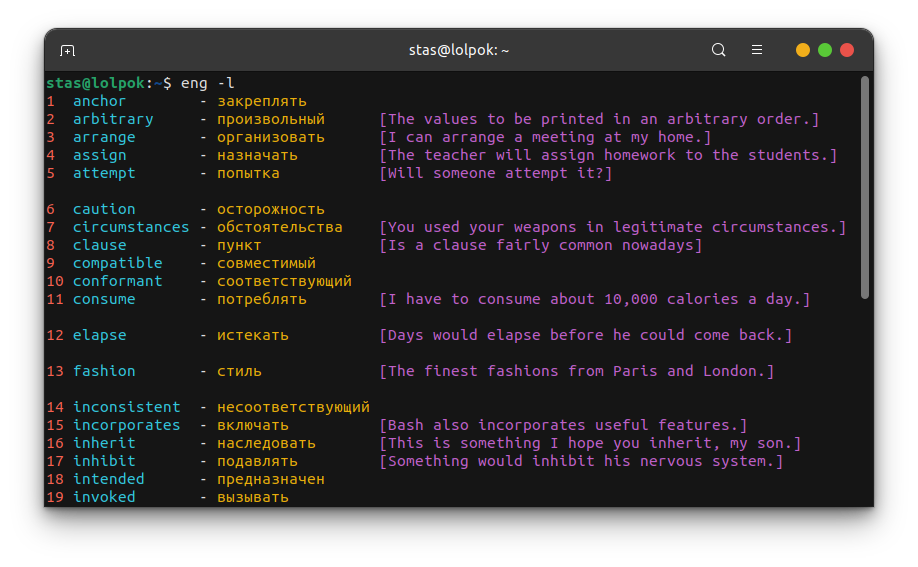 stas@lolpok: ~
stas@lolpok:~$ eng -l
1 anchor - закреплять
2 arbitrary - произвольный [The values to be printed in an arbitrary order.]
3 arrange - организовать [I can arrange a meeting at my home.]
4 assign - назначать [The teacher will assign homework to the students.]
5 attempt - попытка [Will someone attempt it?]
6 caution - осторожность
7 circumstances - обстоятельства [You used your weapons in legitimate circumstances.]
8 clause - пункт [Is a clause fairly common nowadays]
9 compatible - совместимый
10 conformant - соответствующий
11 consume - потреблять [I have to consume about 10,000 calories a day.]
12 elapse - истекать [Days would elapse before he could come back.]
13 fashion - стиль [The finest fashions from Paris and London.]
14 inconsistent - несоответствующий
15 incorporates - включать [Bash also incorporates useful features.]
16 inherit - наследовать [This is something I hope you inherit, my son.]
17 inhibit - подавлять [Something would inhibit his nervous system.]
18 intended - предназначен
19 invoked - вызывать